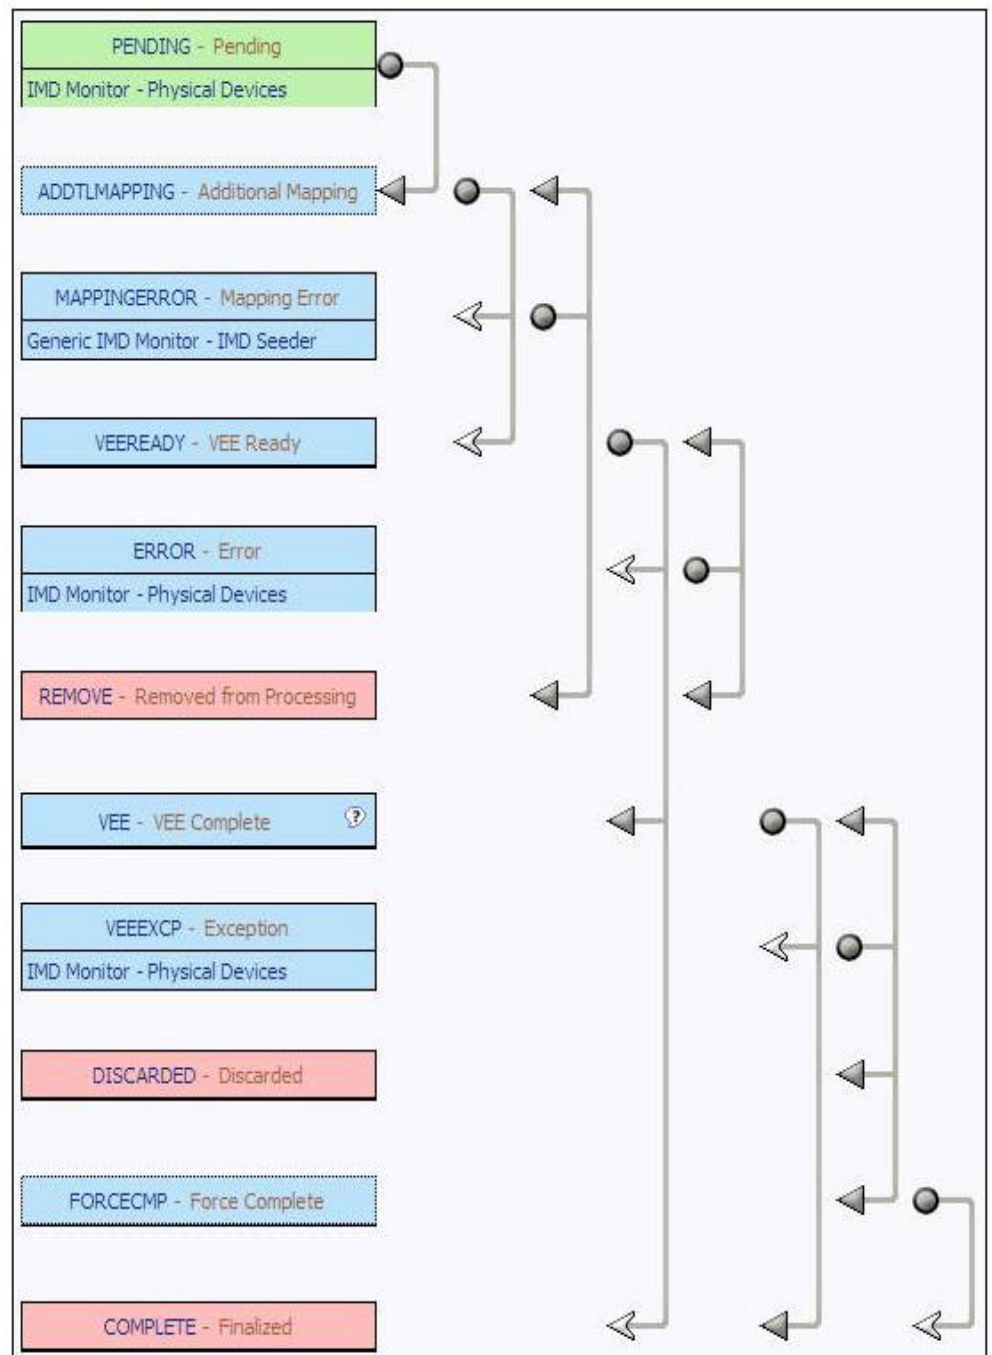 PENDING - Pending
IMD Monitor - Physical Devices
ADDTLMAPPING - Additional Mapping
MAPPINGERROR - Mapping Error
Generic IMD Monitor - IMD Seeder
VEEREADY - VEE Ready
ERROR - Error
IMD Monitor - Physical Devices
REMOVE - Removed from Processing
VEE - VEE Complete ?
VEEEXCP - Exception
IMD Monitor - Physical Devices
DISCARDED - Discarded
FORCECMP - Force Complete
COMPLETE - Finalized